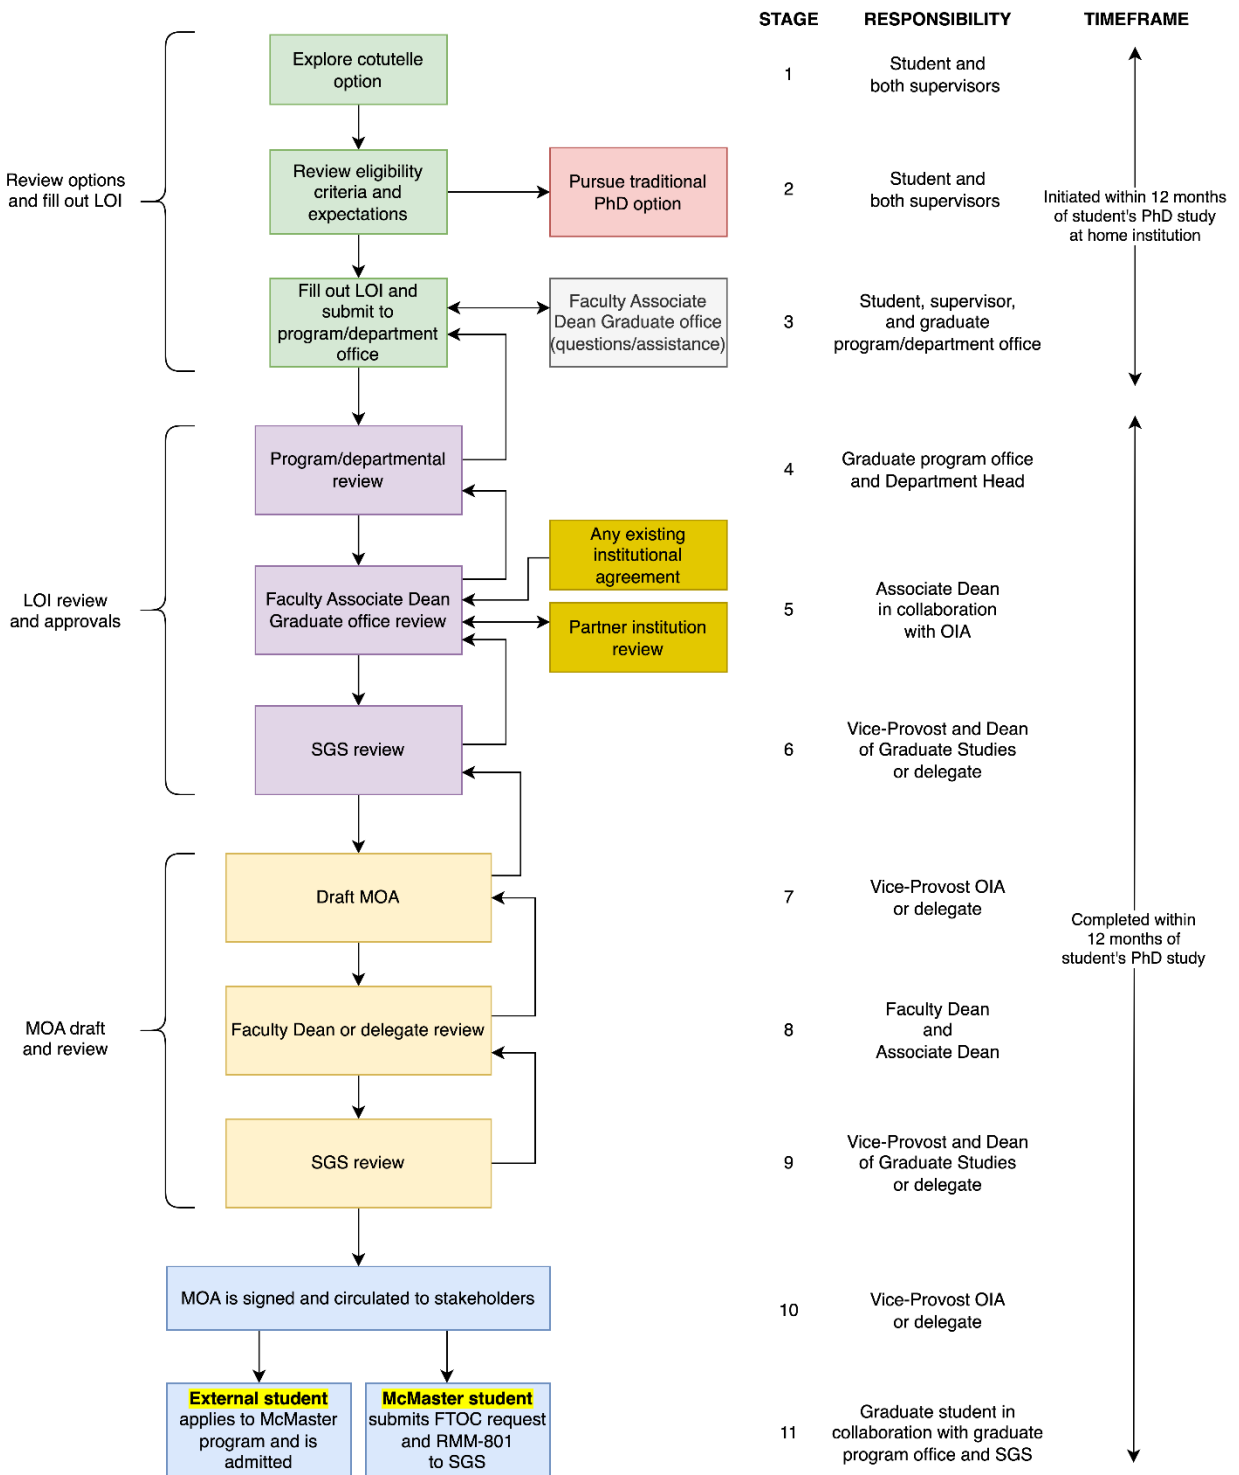 STAGE
RESPONSIBILITY
TIMEFRAME
Explore cotutelle
option
1
Student and
both supervisors
Review options
and fill out LOI
Review eligibility
criteria and
expectations
Pursue traditional
PhD option
2
Student and
both supervisors
Initiated within 12 months
of student's PhD study
at home institution
Fill out LOI and
submit to
program/department
office
Faculty Associate
Dean Graduate office
(questions/assistance)
3
Student, supervisor,
and graduate
program/department office
Program/departmental
review
4
Graduate program office
and Department Head
LOI review
and approvals
Any existing
institutional
agreement
Faculty Associate Dean
Graduate office review
Partner institution
review
5
Associate Dean
in collaboration
with OIA
SGS review
6
Vice-Provost and Dean
of Graduate Studies
or delegate
Draft MOA
7
Vice-Provost OIA
or delegate
Completed within
12 months of
student's PhD study
MOA draft
and review
Faculty Dean or delegate review
8
Faculty Dean
and
Associate Dean
SGS review
9
Vice-Provost and Dean
of Graduate Studies
or delegate
MOA is signed and circulated to stakeholders
10
Vice-Provost OIA
or delegate
External student
applies to McMaster
program and is
admitted
McMaster student
submits FTOC request
and RMM-801
to SGS
11
Graduate student in
collaboration with graduate
program office and SGS